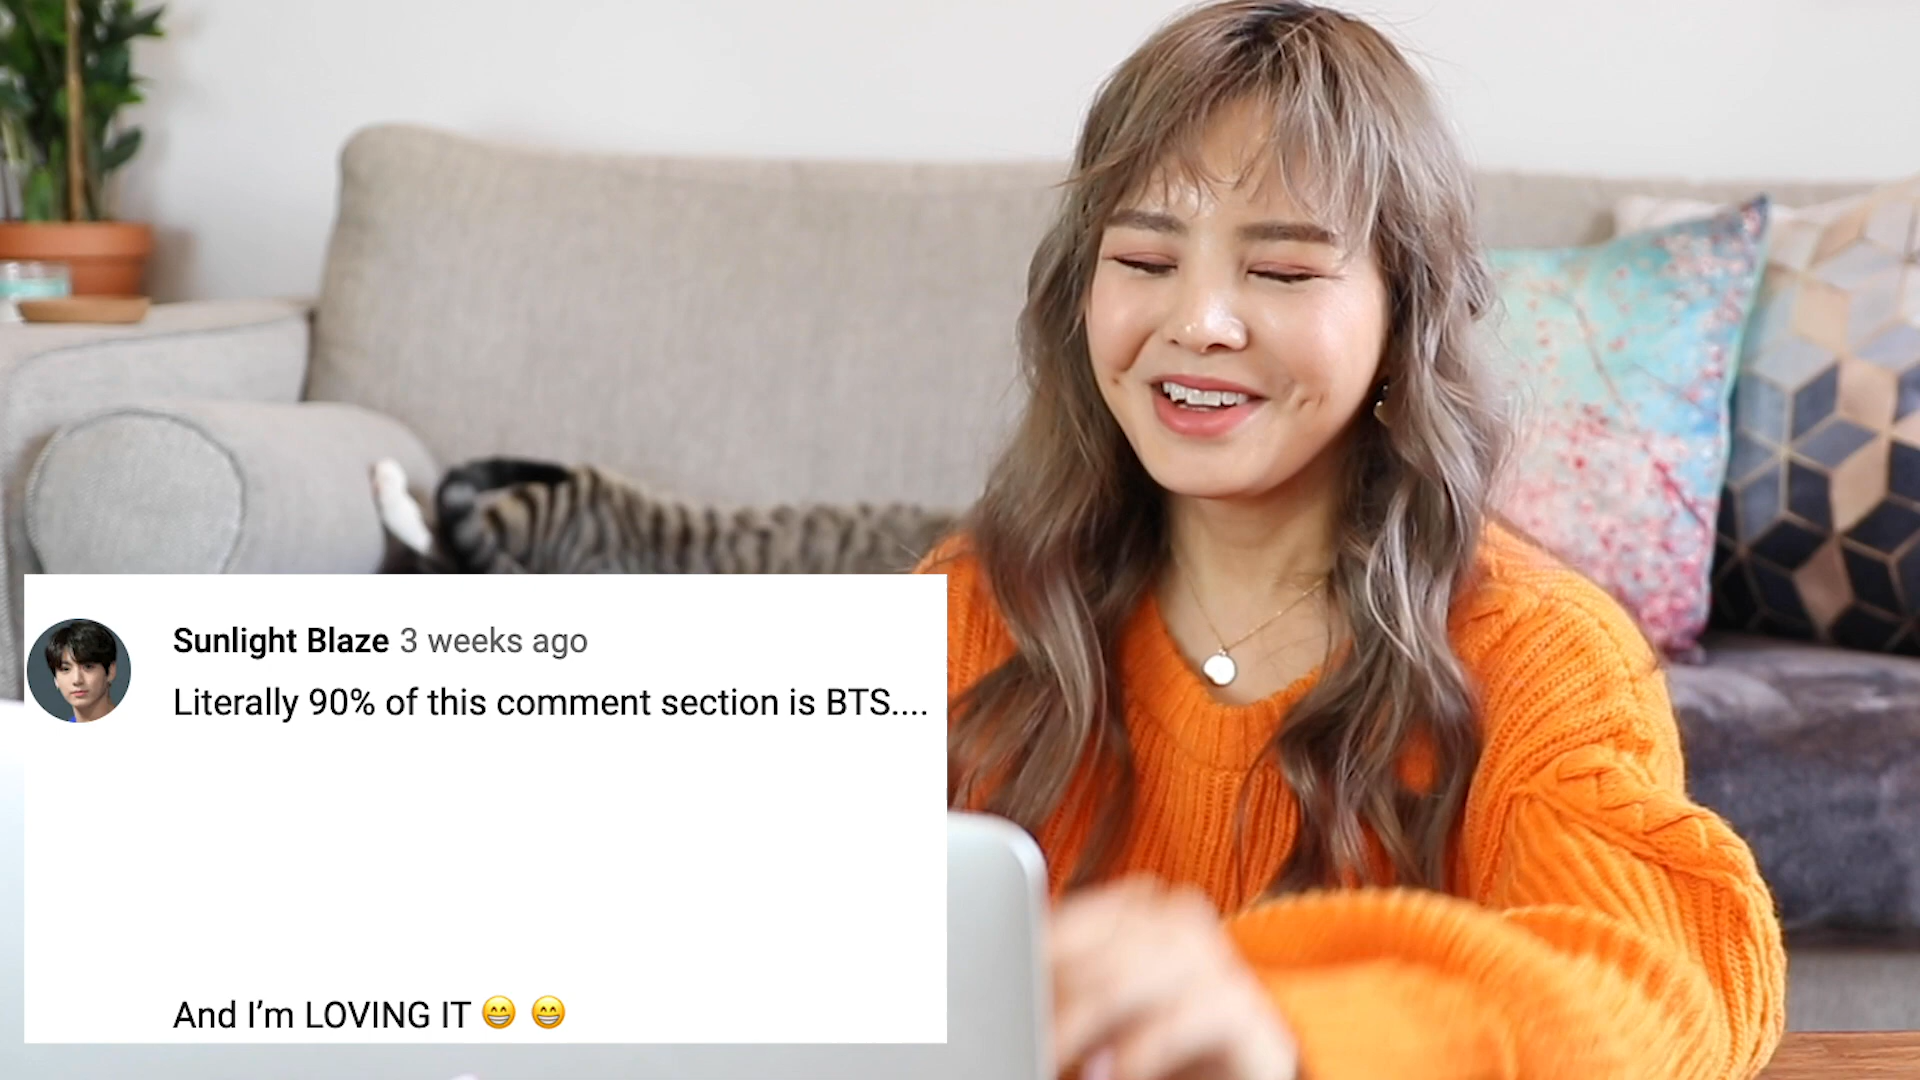 Sunlight Blaze 3 weeks ago
Literally 90% of this comment section is BTS....
And I’m LOVING IT 😁 😁